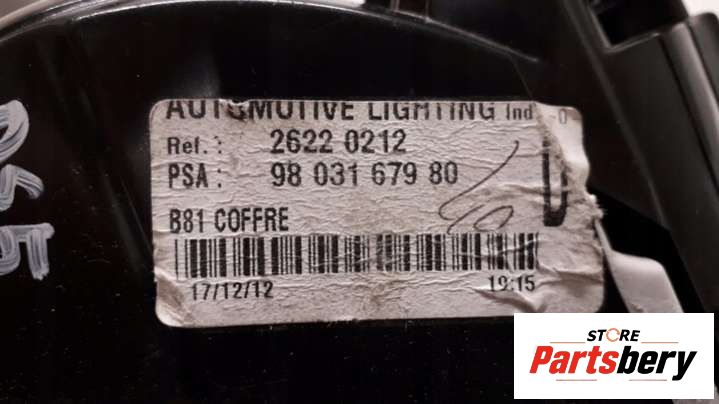 AUTOMOTIVE LIGHTING Ind
Ref. : 2622 0212
PSA : 98 031 679 80
B81 COFFRE
17/12/12 19:15
DS5
STORE
Partsbery